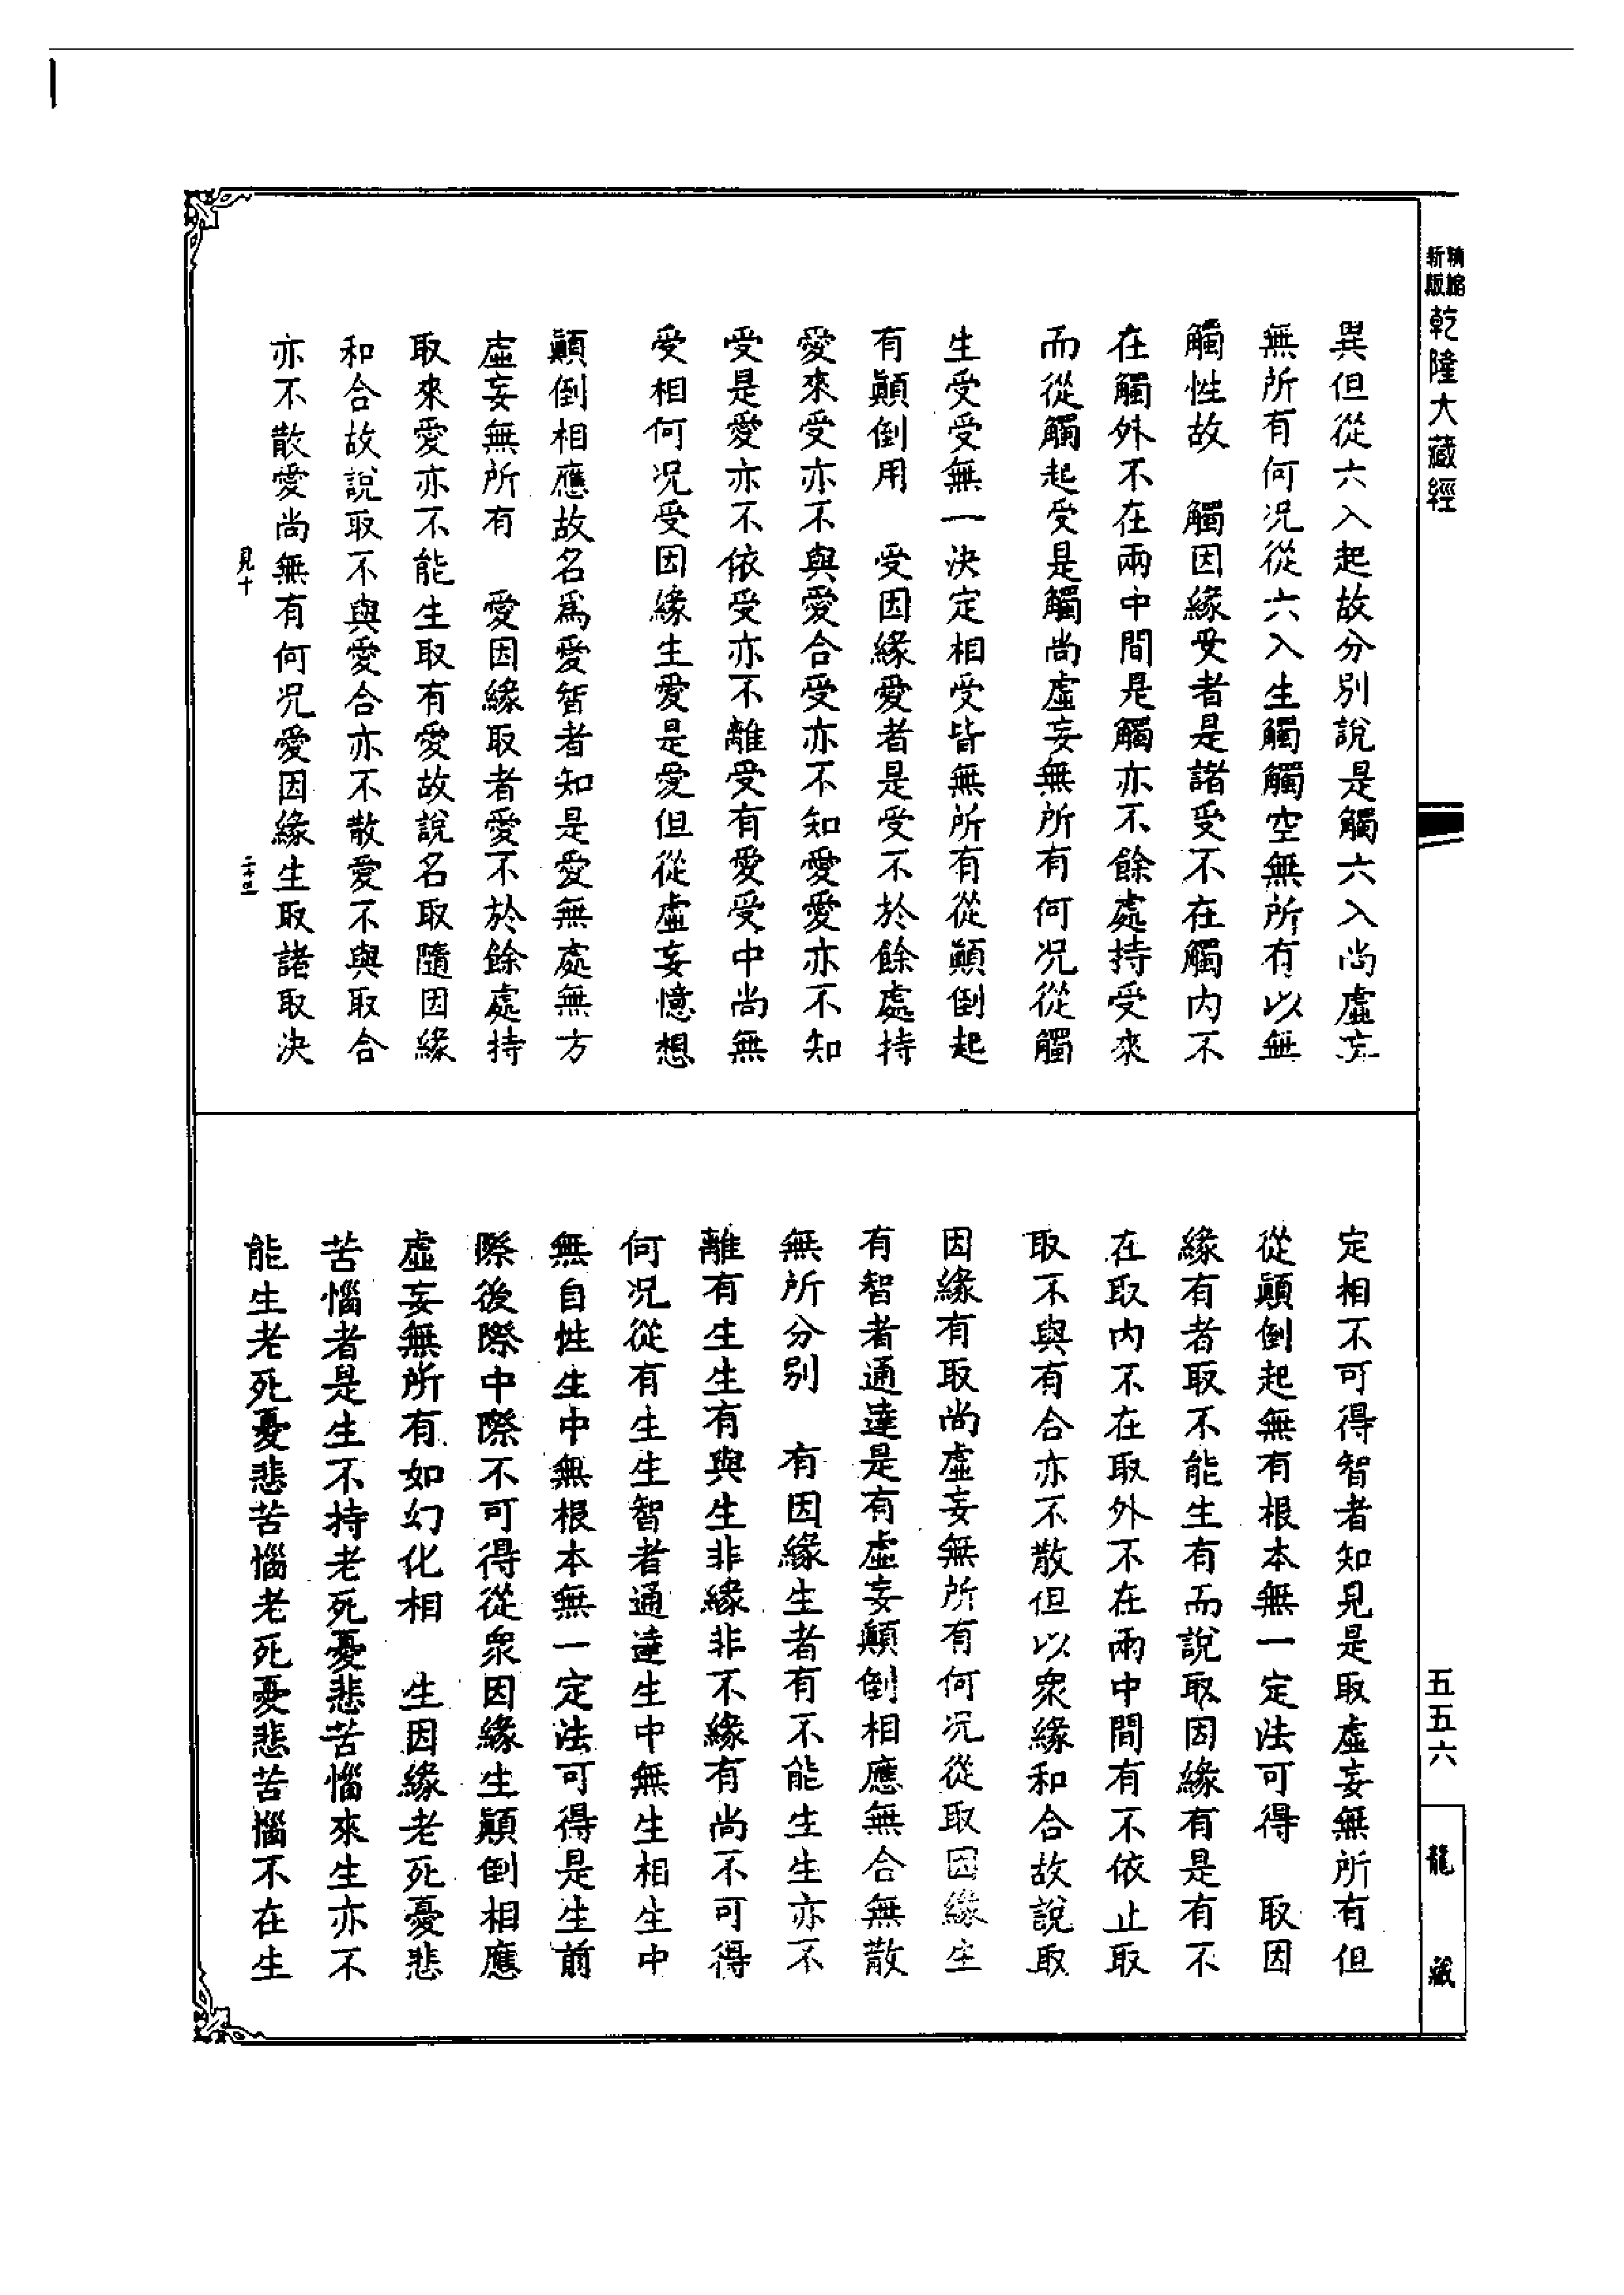 新版精縮乾隆大藏經
異但從六入起故分別說是觸六入尚虛妄
無所有何況從六入生觸觸空無所有以無
觸性故　觸因緣受者是諸受不在觸內不
在觸外不在兩中間是觸亦不餘處持受來
而從觸起受是觸尚虛妄無所有何況從觸
生受受無一決定相受皆無所有從顛倒起
有顛倒用　受因緣愛者是受不於餘處持
愛來受亦不與愛合受亦不知愛愛亦不知
受是愛亦不依受亦不離受有愛受中尚無
受相何況受因緣生愛是愛但從虛妄憶想
顛倒相應故名為愛智者知是愛無處無方
虛妄無所有　愛因緣取者愛不於餘處持
取來愛亦不能生取有愛故說名取隨因緣
和合故說取不與愛合亦不散愛不與取合
亦不散愛尚無有何況愛因緣生取諸取決
見十
定相不可得智者知見是取虛妄無所有但
從顛倒起無有根本無一定法可得　取因
緣有者取不能生有而說取因緣有是有不
在取內不在取外不在兩中間有不依止取
取不與有合亦不散但以眾緣和合故說取
因緣有取尚虛妄無所有何況從取因緣生
有智者通達是有虛妄顛倒相應無合無散
無所分別　有因緣生者有不能生生亦不
離有生生有與生非緣非不緣有尚不可得
何況從有生生智者通達生中無生相生中
無自性生中無根本無一定法可得是生前
際後際中際不可得從眾因緣生顛倒相應
虛妄無所有如幻化相　生因緣老死憂悲
苦惱者是生不持老死憂悲苦惱來生亦不
能生老死憂悲苦惱老死憂悲苦惱不在生
五五六
龍藏